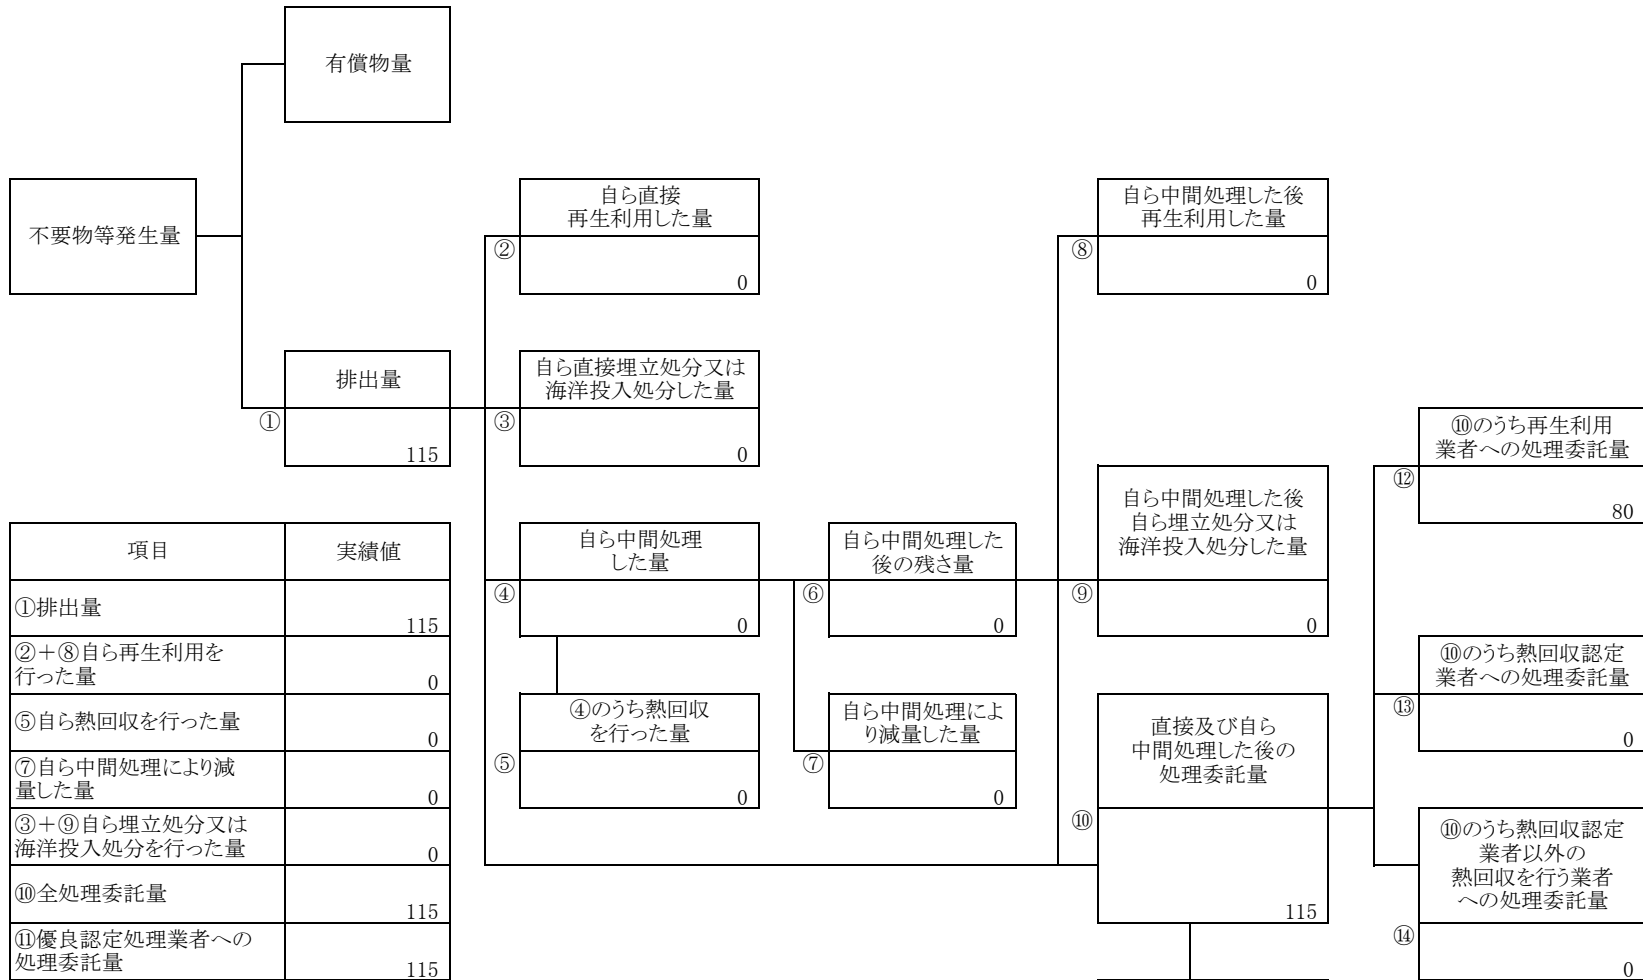 有償物量
不要物等発生量
自ら直接
再生利用した量
②
0
自ら中間処理した後
再生利用した量
⑧
0
排出量
①
115
自ら直接埋立処分又は
海洋投入処分した量
③
0
⑩のうち再生利用
業者への処理委託量
⑫
80
自ら中間処理
した量
④
0
自ら中間処理した
後の残さ量
⑥
0
自ら中間処理した後
自ら埋立処分又は
海洋投入処分した量
⑨
0
⑩のうち熱回収認定
業者への処理委託量
⑬
0
④のうち熱回収
を行った量
⑤
0
自ら中間処理によ
り減量した量
⑦
0
直接及び自ら
中間処理した後の
処理委託量
⑩
115
⑩のうち熱回収認定
業者以外の
熱回収を行う業者
への処理委託量
⑭
0
項目 実績値
①排出量
115
②+⑧自ら再生利用を
行った量
0
⑤自ら熱回収を行った量
0
⑦自ら中間処理により減
量した量
0
③+⑨自ら埋立処分又は
海洋投入処分を行った量
0
⑩全処理委託量
115
⑪優良認定処理業者への
処理委託量
115